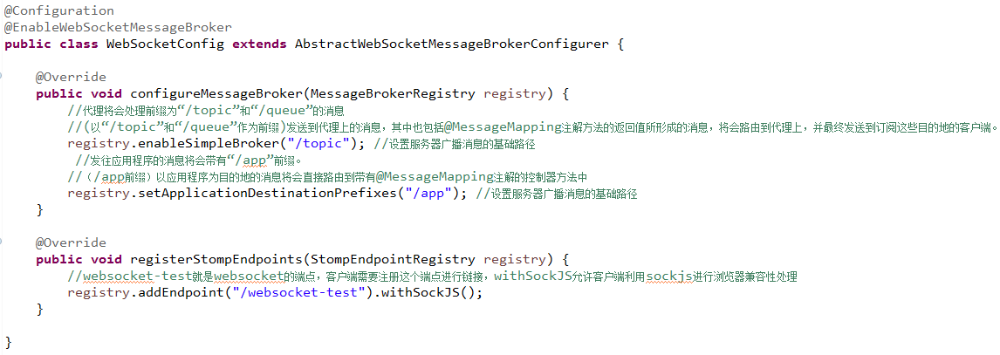 @Configuration
@EnableWebSocketMessageBroker
public class WebSocketConfig extends AbstractWebSocketMessageBrokerConfigurer {
@Override
public void configureMessageBroker(MessageBrokerRegistry registry) {
//代理将会处理前缀为“/topic”和“/queue”的消息
//(以“/topic”和“/queue”作为前缀)发送到代理上的消息，其中也包括@MessageMapping注解方法的返回值所形成的消息，将会路由到代理上，并最终发送到订阅这些目的地的客户端。
registry.enableSimpleBroker("/topic"); //设置服务器广播消息的基础路径
//发往应用程序的消息将会带有“/app”前缀。
//（/app前缀）以应用程序为目的地的消息将会直接路由到带有@MessageMapping注解的控制器方法中
registry.setApplicationDestinationPrefixes("/app"); //设置服务器广播消息的基础路径
}
@Override
public void registerStompEndpoints(StompEndpointRegistry registry) {
//websocket-test就是websocket的端点，客户端需要注册这个端点进行链接，withSockJS允许客户端利用sockjs进行浏览器兼容性处理
registry.addEndpoint("/websocket-test").withSockJS();
}
}